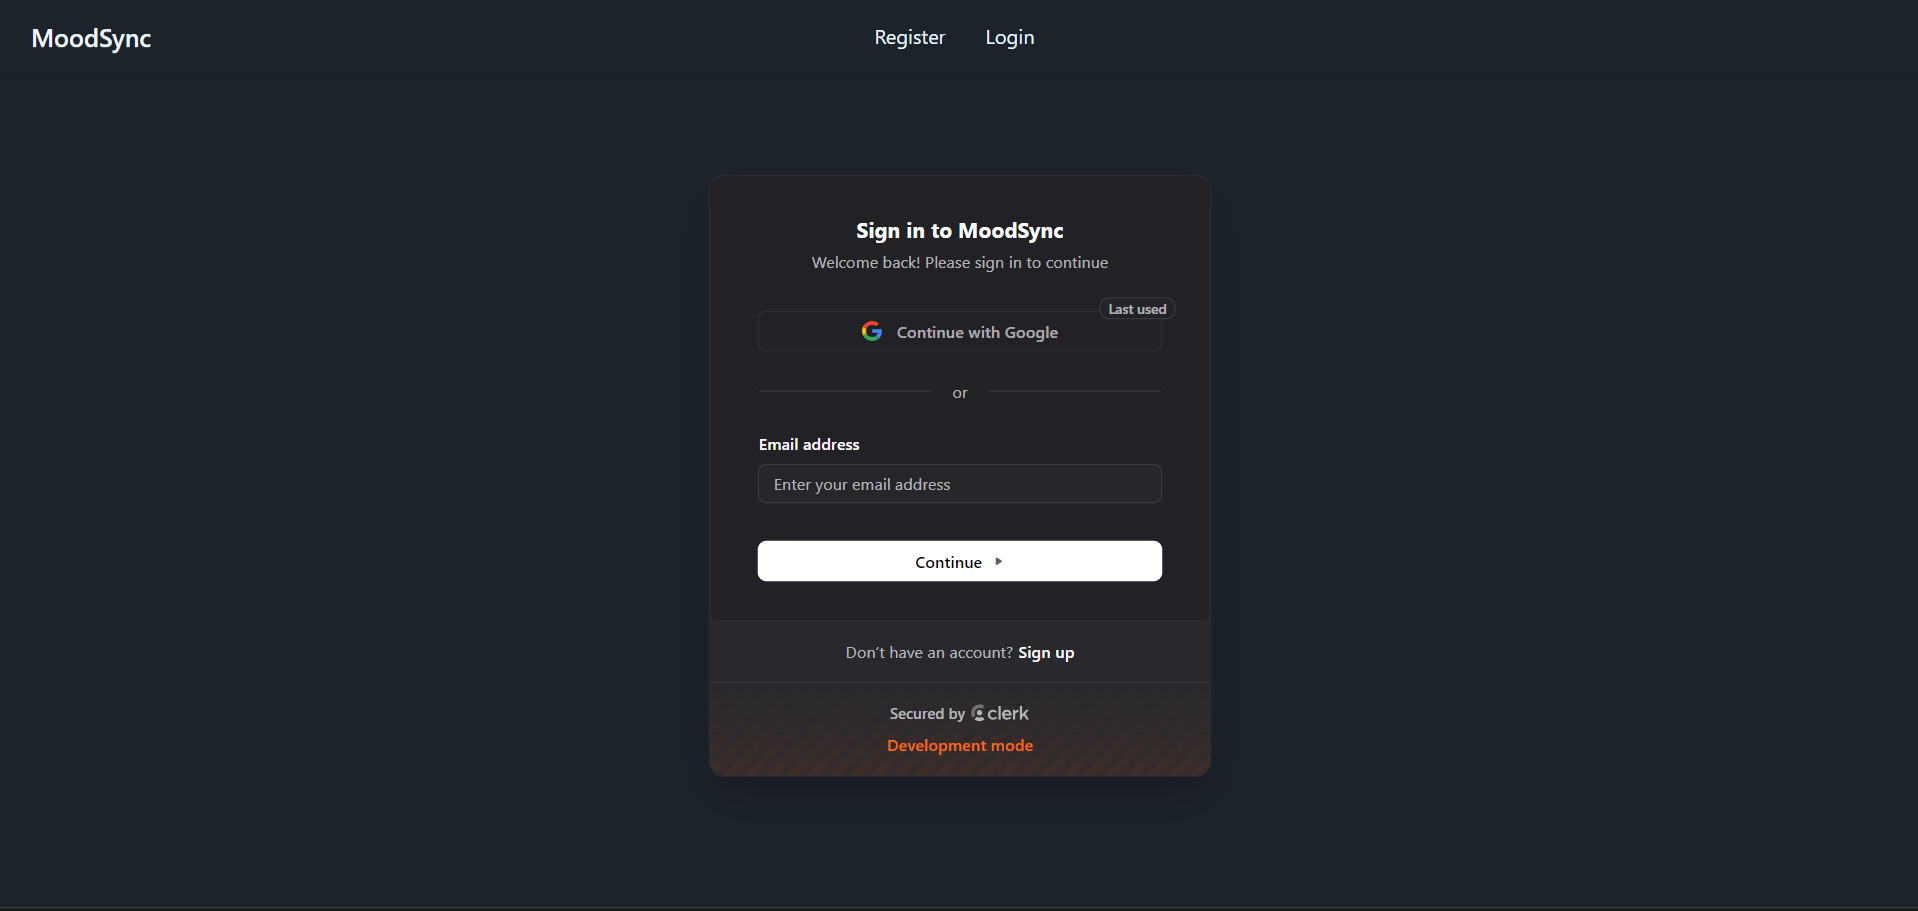 MoodSync
Register Login
Sign in to MoodSync
Welcome back! Please sign in to continue
Last used
Continue with Google
or
Email address
Enter your email address
Continue
Don’t have an account? Sign up
Secured by clerk
Development mode